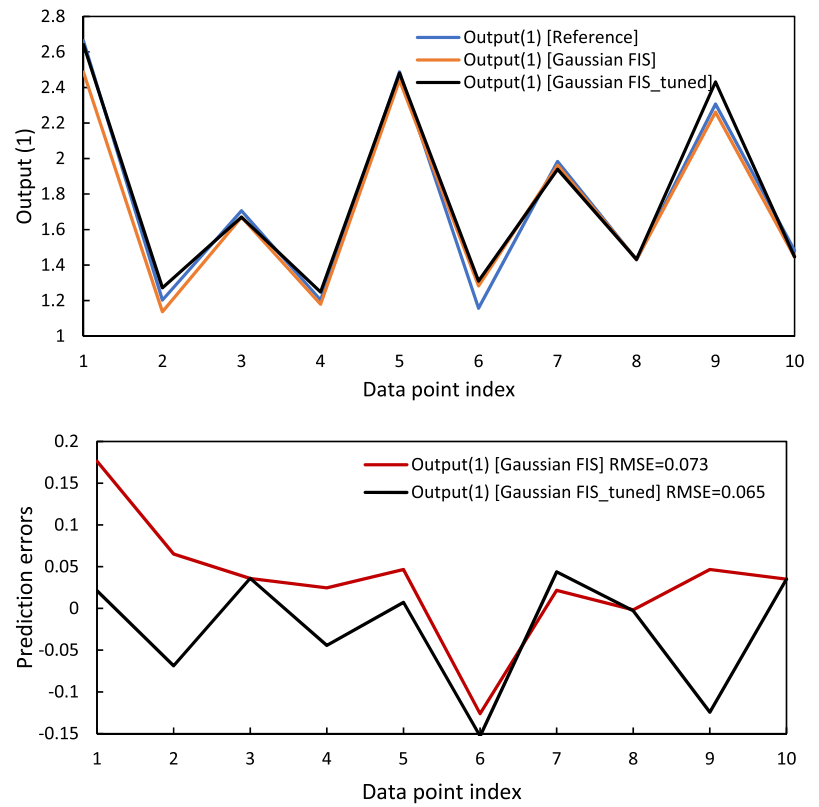 2.8
2.6
2.4
2.2
2
1.8
1.6
1.4
1.2
1
Output (1)
Output(1) [Reference]
Output(1) [Gaussian FIS]
Output(1) [Gaussian FIS_tuned]
1 2 3 4 5 6 7 8 9 10
Data point index
0.2
0.15
0.1
0.05
0
-0.05
-0.1
-0.15
Prediction errors
Output(1) [Gaussian FIS] RMSE=0.073
Output(1) [Gaussian FIS_tuned] RMSE=0.065
1 2 3 4 5 6 7 8 9 10
Data point index